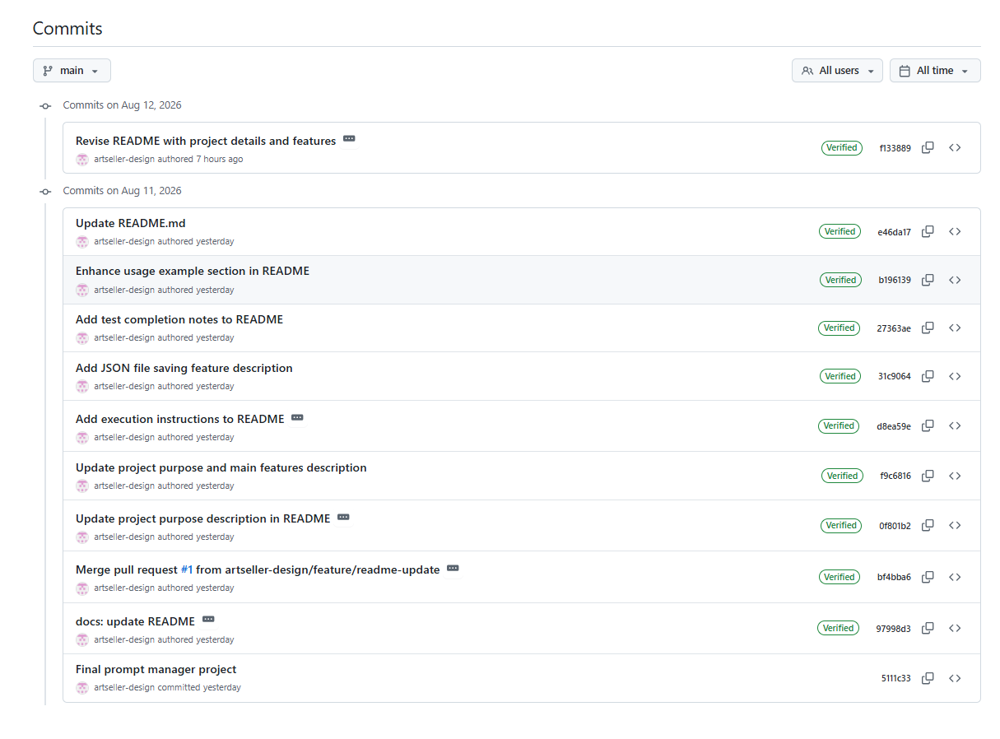 Commits
main
All users
All time
Commits on Aug 12, 2026
Revise README with project details and features
artseller-design authored 7 hours ago
Verified
f133889
Commits on Aug 11, 2026
Update README.md
artseller-design authored yesterday
Verified
e46da17
Enhance usage example section in README
artseller-design authored yesterday
Verified
b196139
Add test completion notes to README
artseller-design authored yesterday
Verified
27363ae
Add JSON file saving feature description
artseller-design authored yesterday
Verified
31c9064
Add execution instructions to README
artseller-design authored yesterday
Verified
d8ea59e
Update project purpose and main features description
artseller-design authored yesterday
Verified
f9c6816
Update project purpose description in README
artseller-design authored yesterday
Verified
0f801b2
Merge pull request #1 from artseller-design/feature/readme-update
artseller-design authored yesterday
Verified
bf4bba6
docs: update README
artseller-design authored yesterday
Verified
97998d3
Final prompt manager project
artseller-design committed yesterday
5111c33